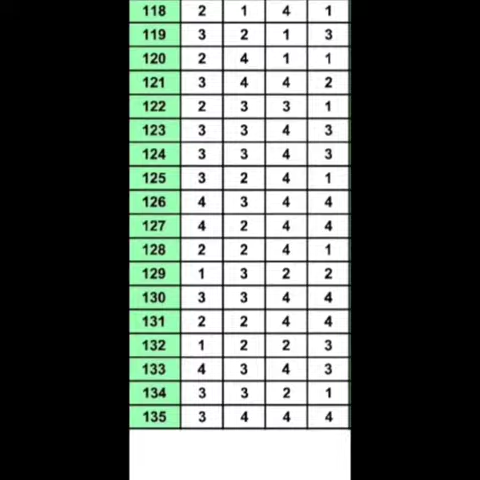 118 2 1 4 1
119 3 2 1 3
120 2 4 1 1
121 3 4 4 2
122 2 3 3 1
123 3 3 4 3
124 3 3 4 3
125 3 2 4 1
126 4 3 4 4
127 4 2 4 4
128 2 2 4 1
129 1 3 2 2
130 3 3 4 4
131 2 2 4 4
132 1 2 2 3
133 4 3 4 3
134 3 3 2 1
135 3 4 4 4